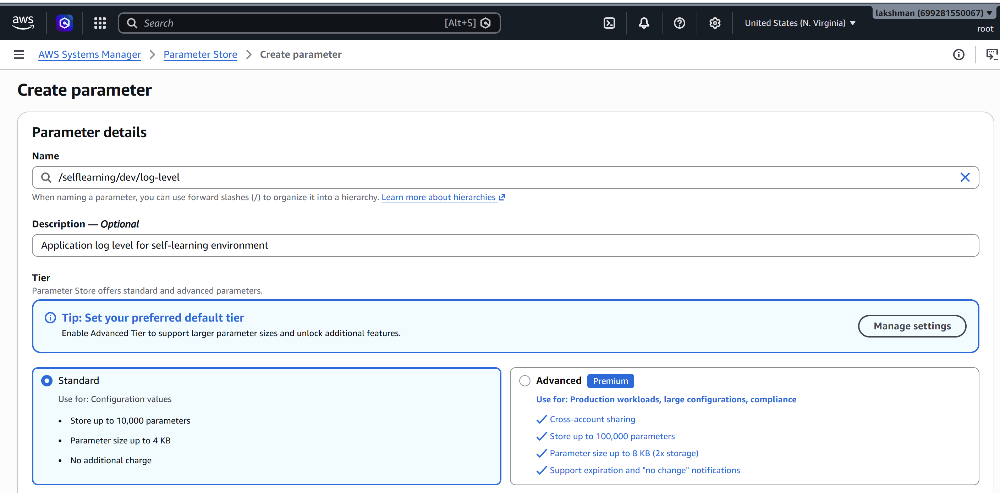 aws
Search [Alt+S]
United States (N. Virginia)
lakshman (699281550067)
root
AWS Systems Manager > Parameter Store > Create parameter
Create parameter
Parameter details
Name
/selflearning/dev/log-level
When naming a parameter, you can use forward slashes (/) to organize it into a hierarchy. Learn more about hierarchies
Description — Optional
Application log level for self-learning environment
Tier
Parameter Store offers standard and advanced parameters.
Tip: Set your preferred default tier
Enable Advanced Tier to support larger parameter sizes and unlock additional features.
Manage settings
Standard
Use for: Configuration values
• Store up to 10,000 parameters
• Parameter size up to 4 KB
• No additional charge
Advanced Premium
Use for: Production workloads, large configurations, compliance
Cross-account sharing
Store up to 100,000 parameters
Parameter size up to 8 KB (2x storage)
Support expiration and "no change" notifications